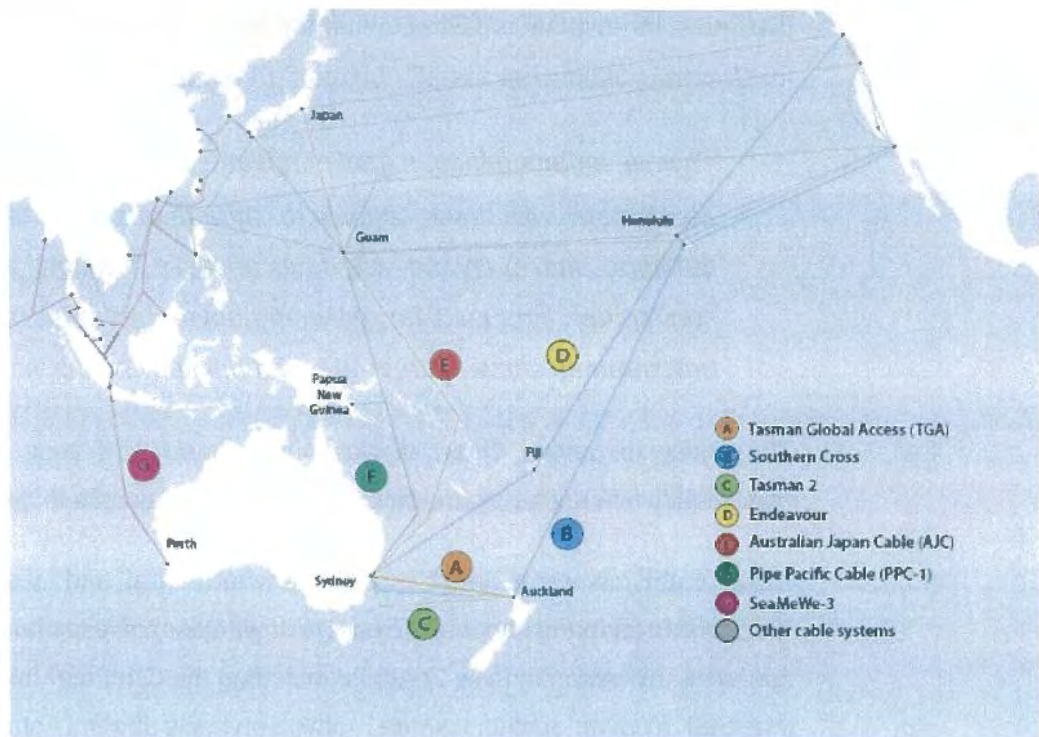 Japan
Guam
Honolulu
E
D
Papua
New
Guinea
A Tasman Global Access (TGA)
Fiji
B Southern Cross
G
F
C Tasman 2
D Endeavour
B
E Australian Japan Cable (AJC)
Perth
A
F Pipe Pacific Cable (PPC-1)
Sydney
Auckland
G SeaMeWe-3
C
Other cable systems